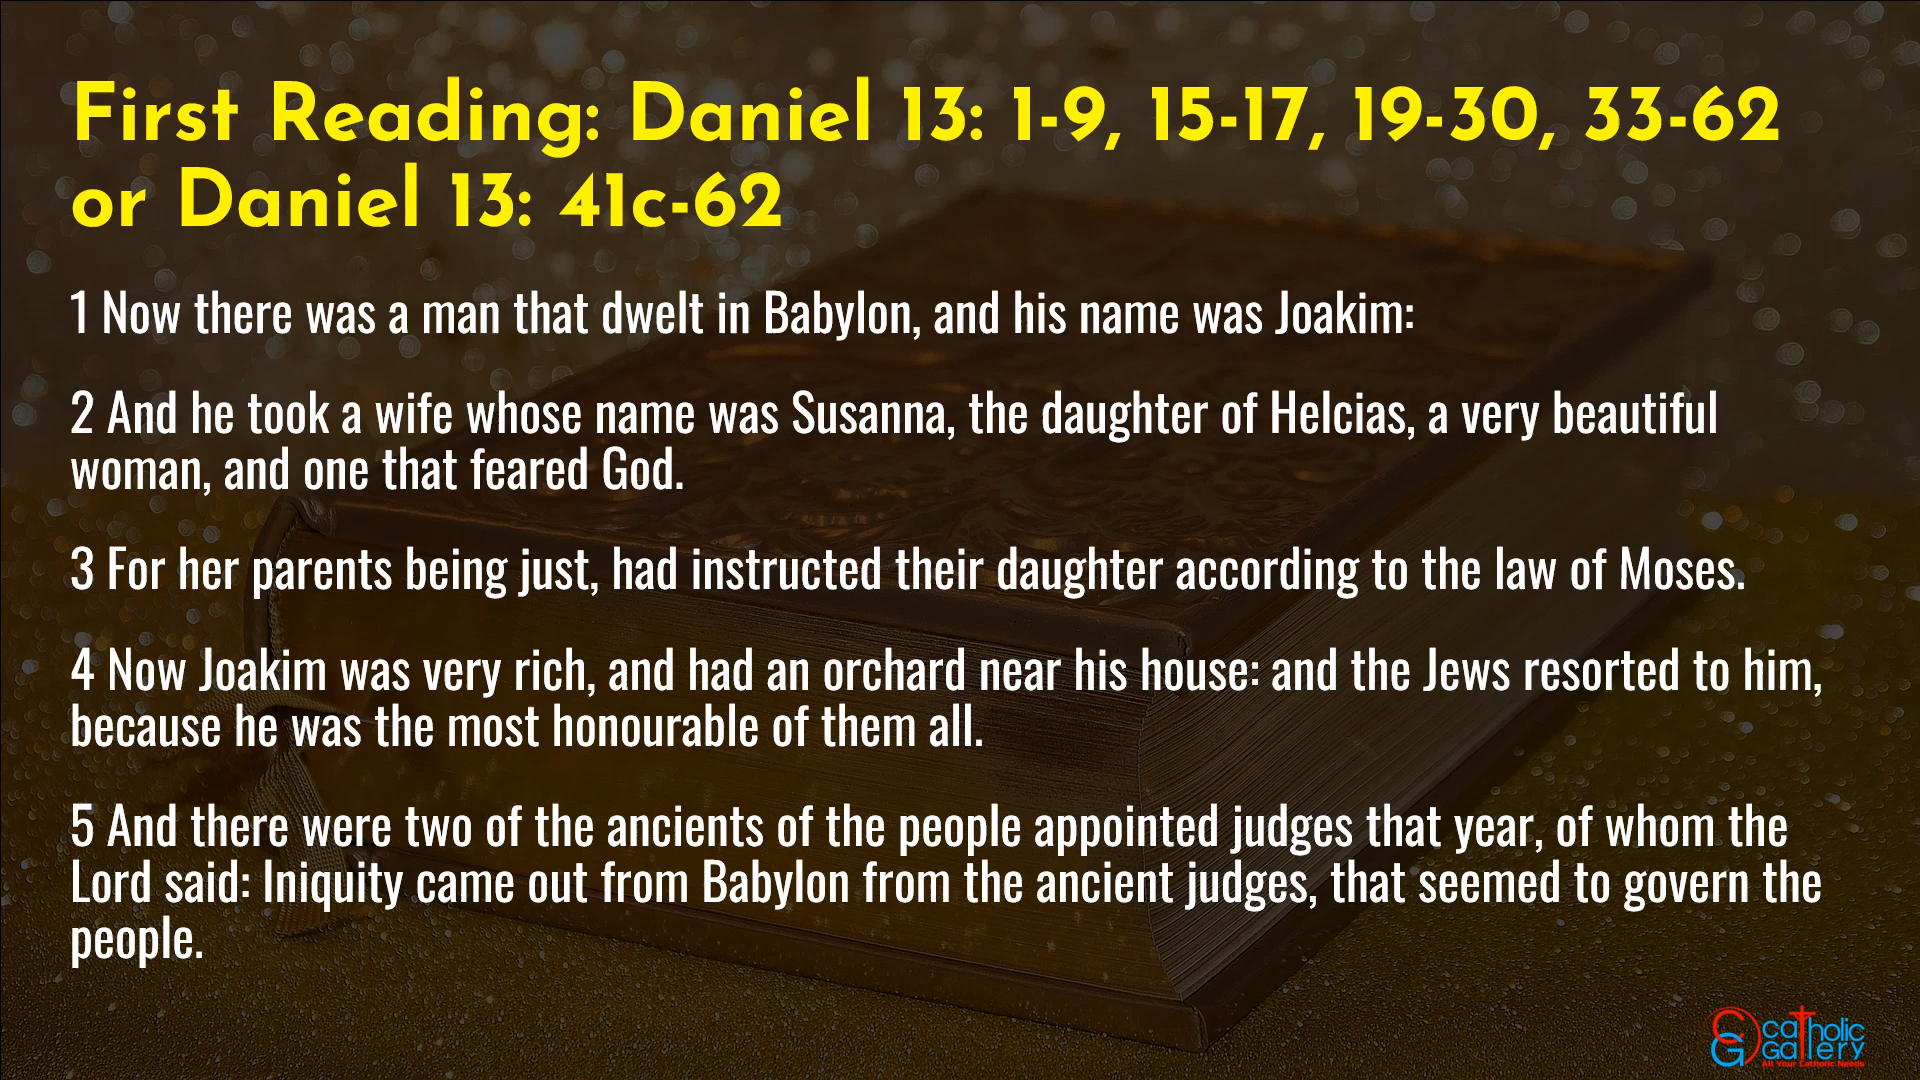 First Reading: Daniel 13: 1-9, 15-17, 19-30, 33-62
or Daniel 13: 41c-62
1 Now there was a man that dwelt in Babylon, and his name was Joakim:
2 And he took a wife whose name was Susanna, the daughter of Helcias, a very beautiful
woman, and one that feared God.
3 For her parents being just, had instructed their daughter according to the law of Moses.
4 Now Joakim was very rich, and had an orchard near his house: and the Jews resorted to him,
because he was the most honourable of them all.
5 And there were two of the ancients of the people appointed judges that year, of whom the
Lord said: Iniquity came out from Babylon from the ancient judges, that seemed to govern the
people.
catholic
Gallery
All Your Catholic Needs